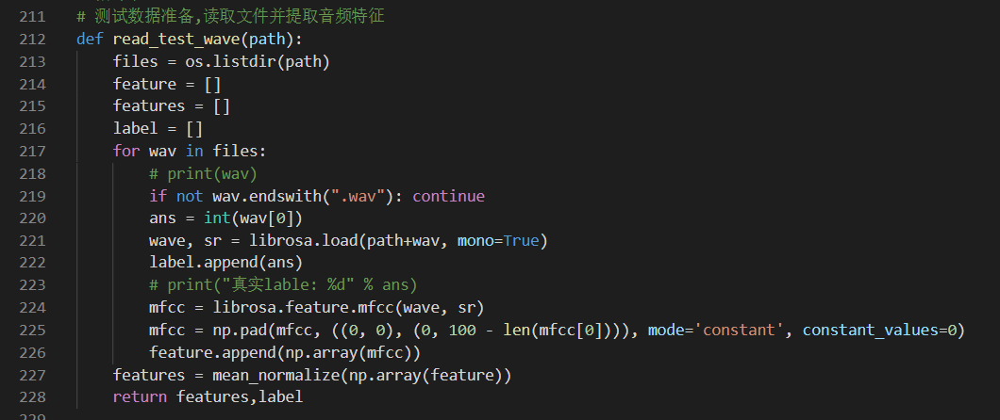 211 # 测试数据准备,读取文件并提取音频特征
212 def read_test_wave(path):
213     files = os.listdir(path)
214     feature = []
215     features = []
216     label = []
217     for wav in files:
218         # print(wav)
219         if not wav.endswith(".wav"): continue
220         ans = int(wav[0])
221         wave, sr = librosa.load(path+wav, mono=True)
222         label.append(ans)
223         # print("真实lable: %d" % ans)
224         mfcc = librosa.feature.mfcc(wave, sr)
225         mfcc = np.pad(mfcc, ((0, 0), (0, 100 - len(mfcc[0]))), mode='constant', constant_values=0)
226         feature.append(np.array(mfcc))
227     features = mean_normalize(np.array(feature))
228     return features,label